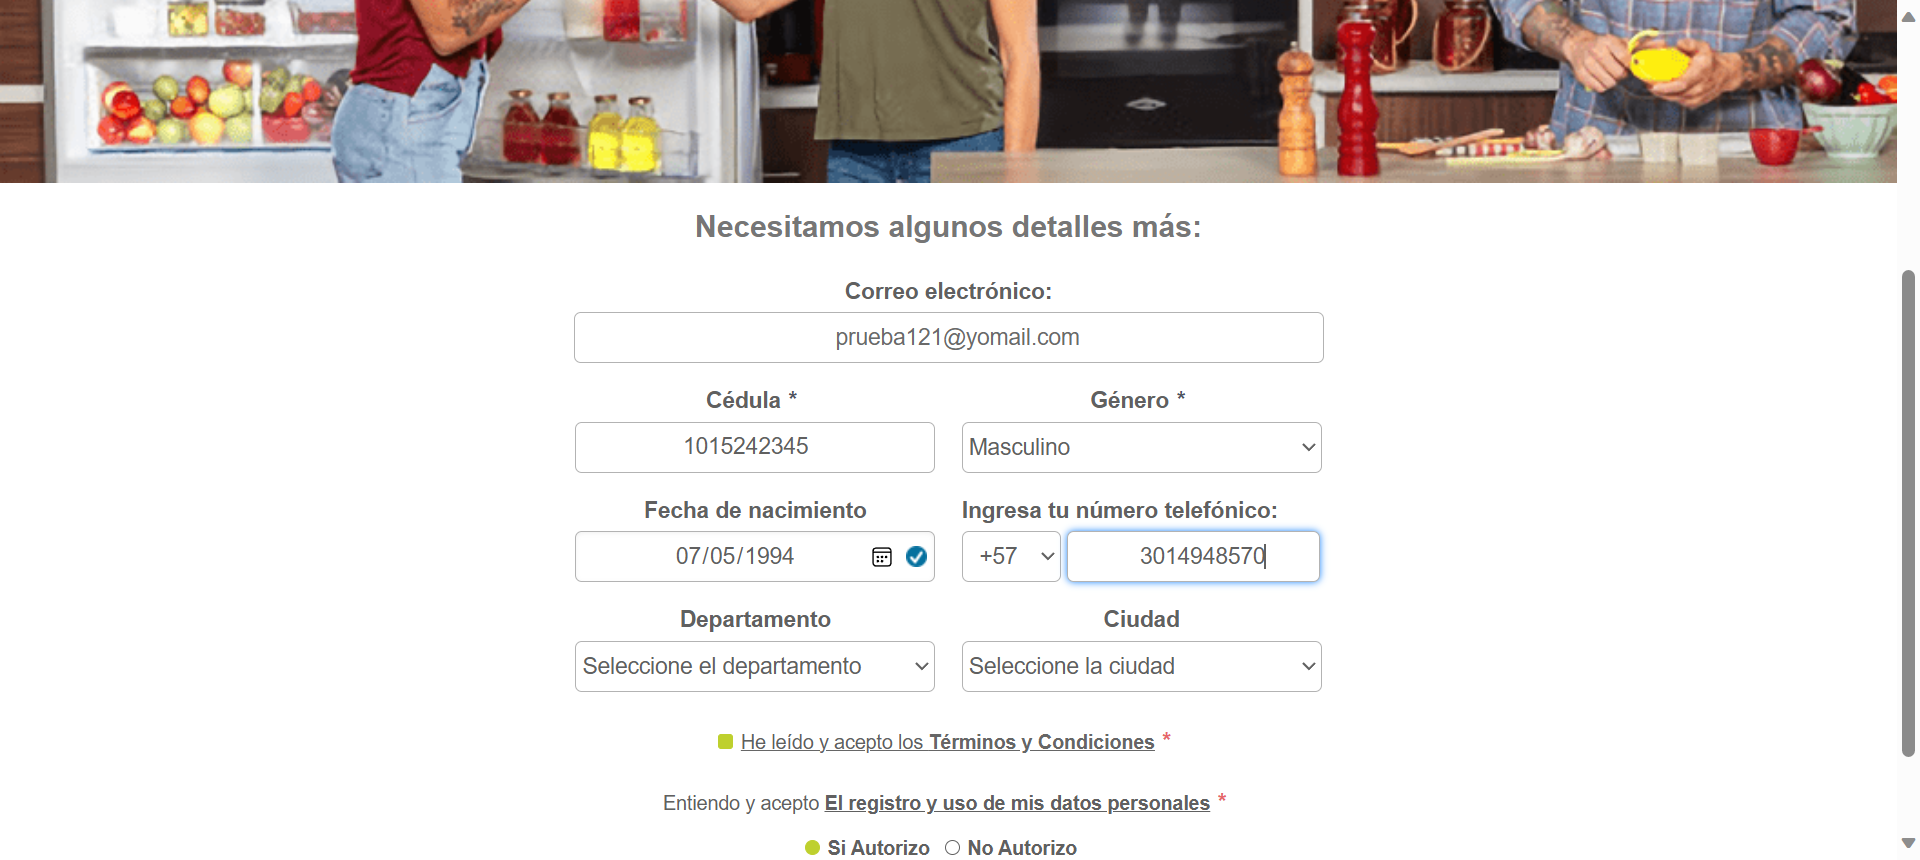 Necesitamos algunos detalles más:
Correo electrónico:
prueba121@yomail.com
Cédula *
Género *
1015242345
Masculino
Fecha de nacimiento
Ingresa tu número telefónico:
07/05/1994
+57
3014948570
Departamento
Ciudad
Seleccione el departamento
Seleccione la ciudad
He leído y acepto los Términos y Condiciones *
Entiendo y acepto El registro y uso de mis datos personales *
Si Autorizo
No Autorizo